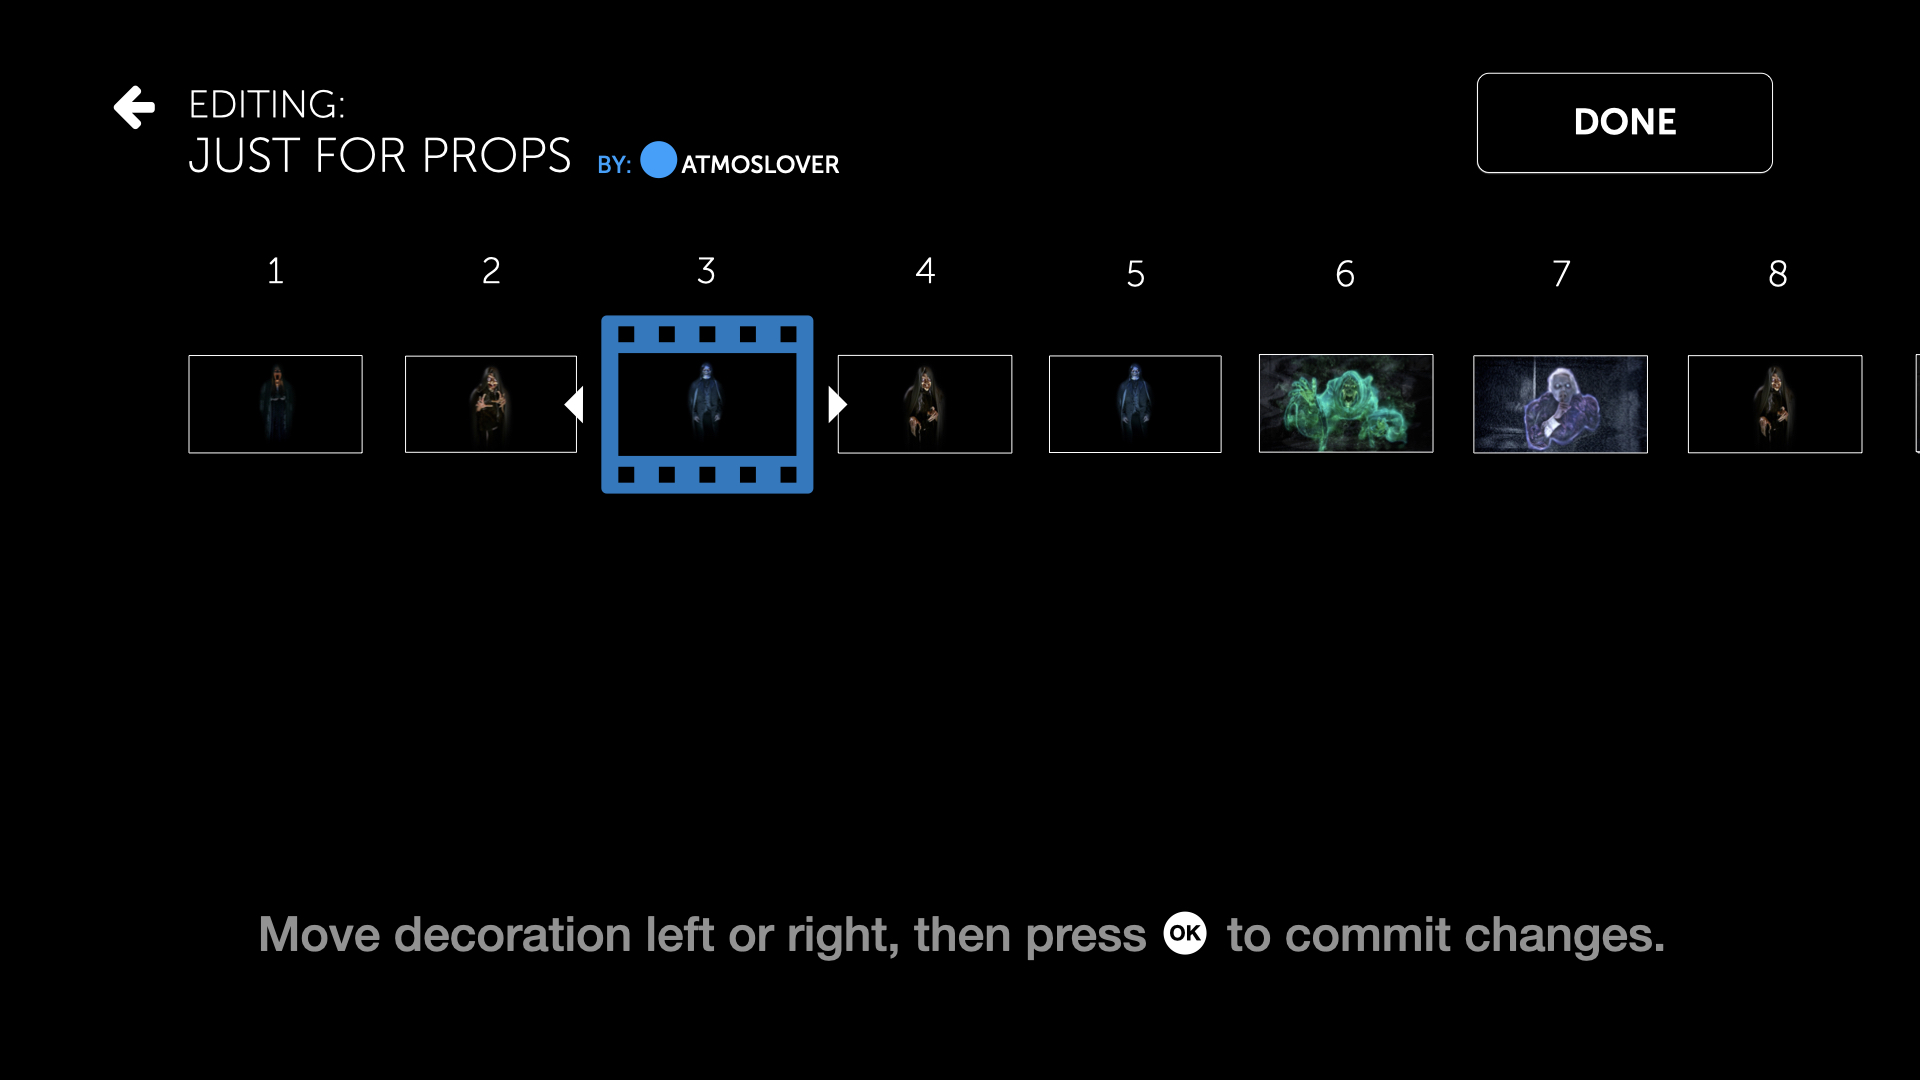 EDITING:
JUST FOR PROPS BY: ATMOSLOVER
DONE
1 2 3 4 5 6 7 8
Move decoration left or right, then press OK to commit changes.